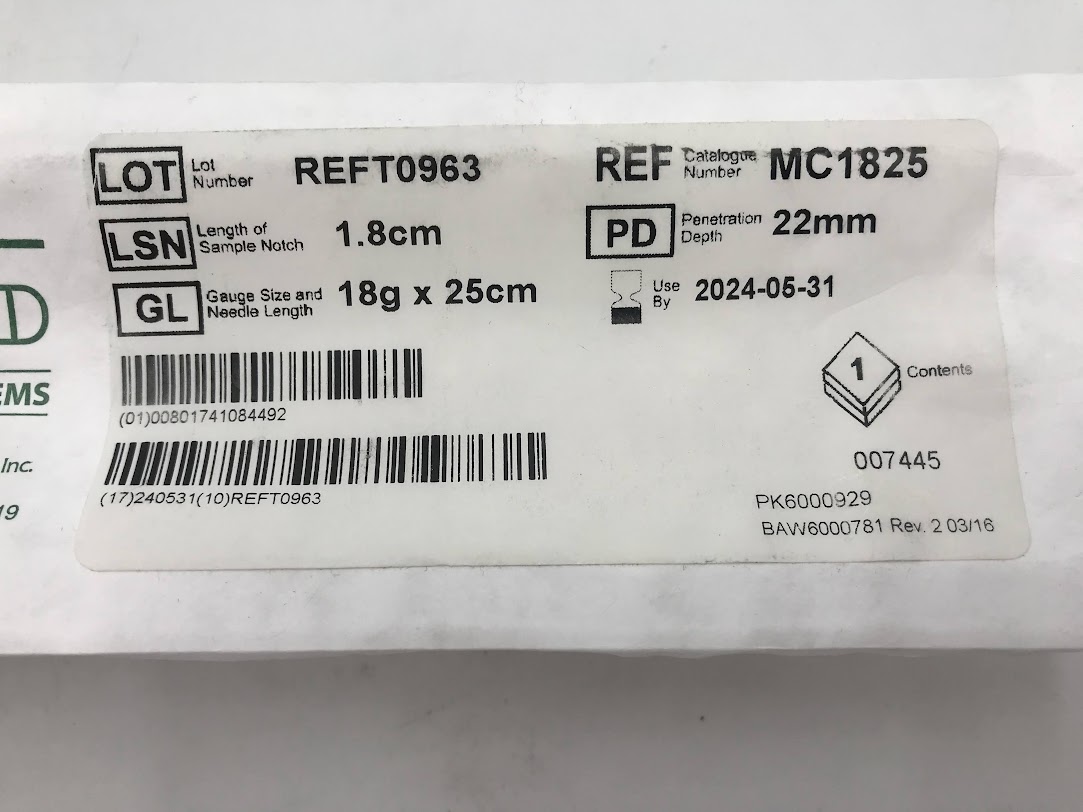 LOT Lot Number REFT0963
REF Catalogue Number MC1825
LSN Length of Sample Notch 1.8cm
PD Penetration Depth 22mm
GL Gauge Size and Needle Length 18g x 25cm
Use By 2024-05-31
(01)00801741084492
1 Contents
(17)240531(10)REFT0963
007445
PK6000929
BAW6000781 Rev. 2 03/16
D
EMS
Inc.
19